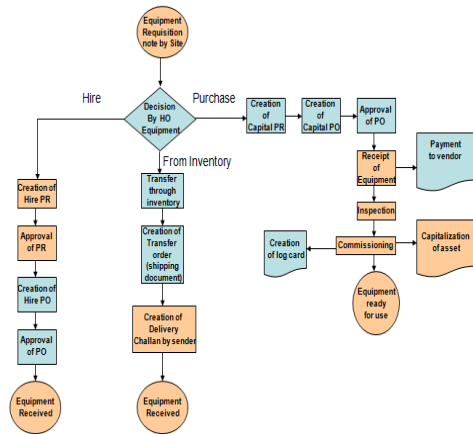 Equipment
Requisition
note by Site
Hire
Purchase
Decision
By HO
Equipment
From Inventory
Creation
of
Capital PR
Creation
of
Capital PO
Approval
of PO
Receipt
of
Equipment
Payment
to vendor
Inspection
Commissioning
Creation
of log card
Capitalization
of asset
Equipment
ready
for use
Creation of
Hire PR
Approval
of PR
Creation of
Hire PO
Approval
of PO
Equipment
Received
Transfer
through
inventory
Creation of
Transfer
order
(shipping
document)
Creation of
Delivery
Challan by sender
Equipment
Received